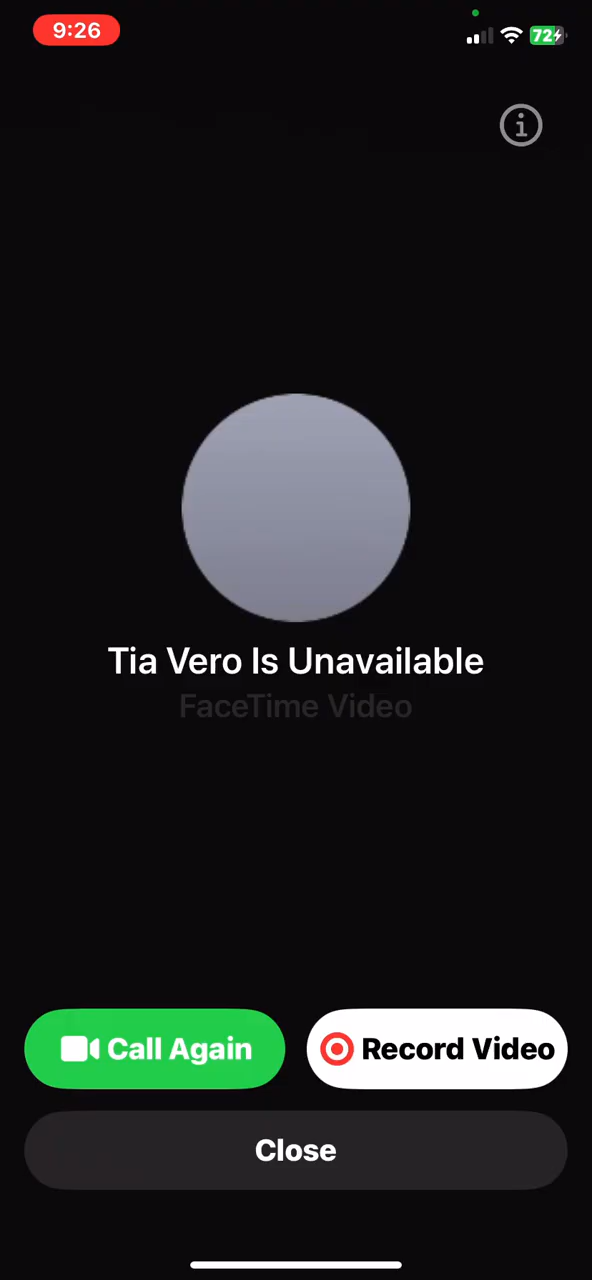 9:26
72
Tia Vero Is Unavailable
FaceTime Video
Call Again
Record Video
Close